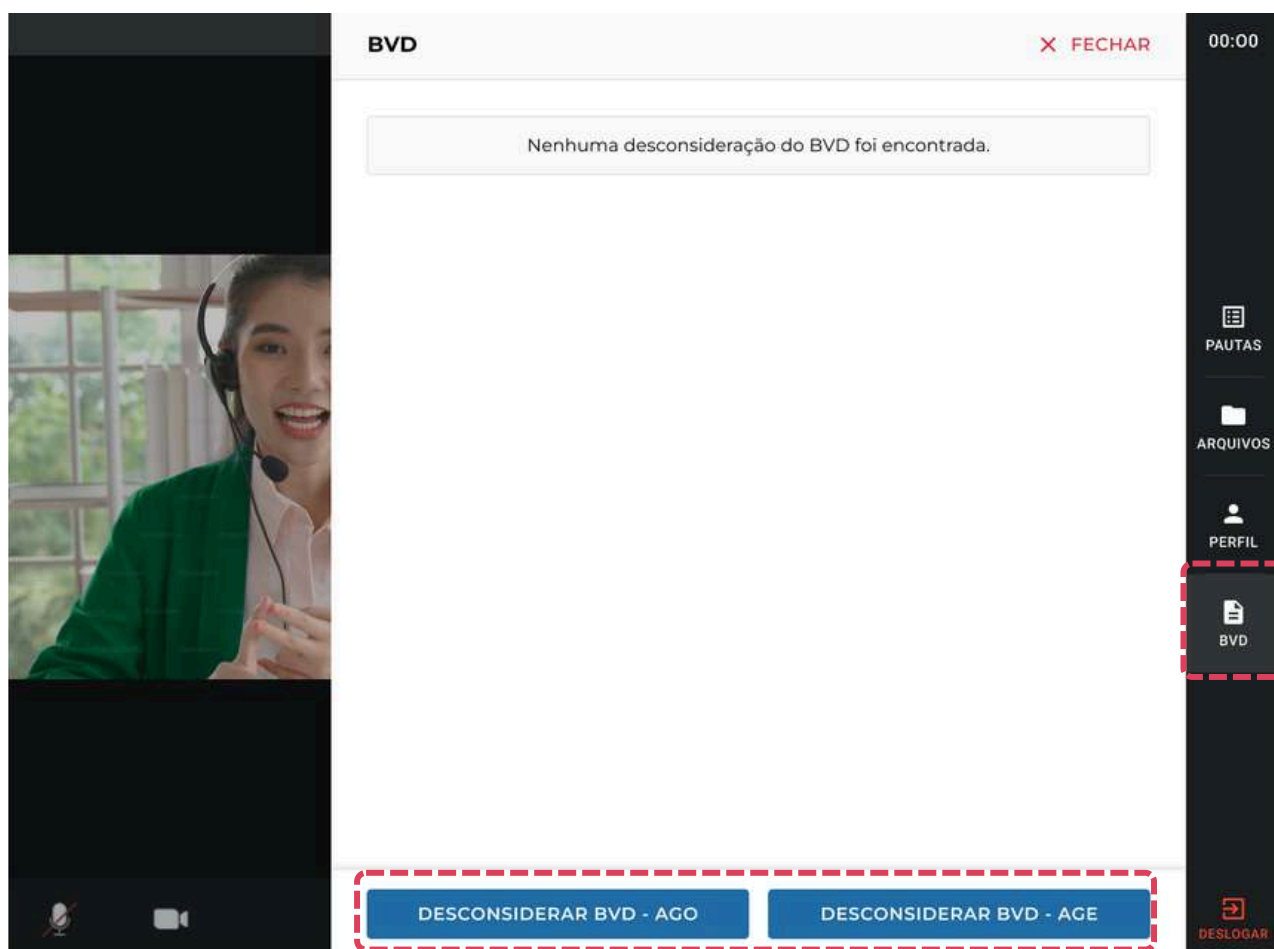 BVD
FECHAR
00:00
Nenhuma desconsideração do BVD foi encontrada.
PAUTAS
ARQUIVOS
PERFIL
BVD
DESCONSIDERAR BVD - AGO
DESCONSIDERAR BVD - AGE
DESLOGAR